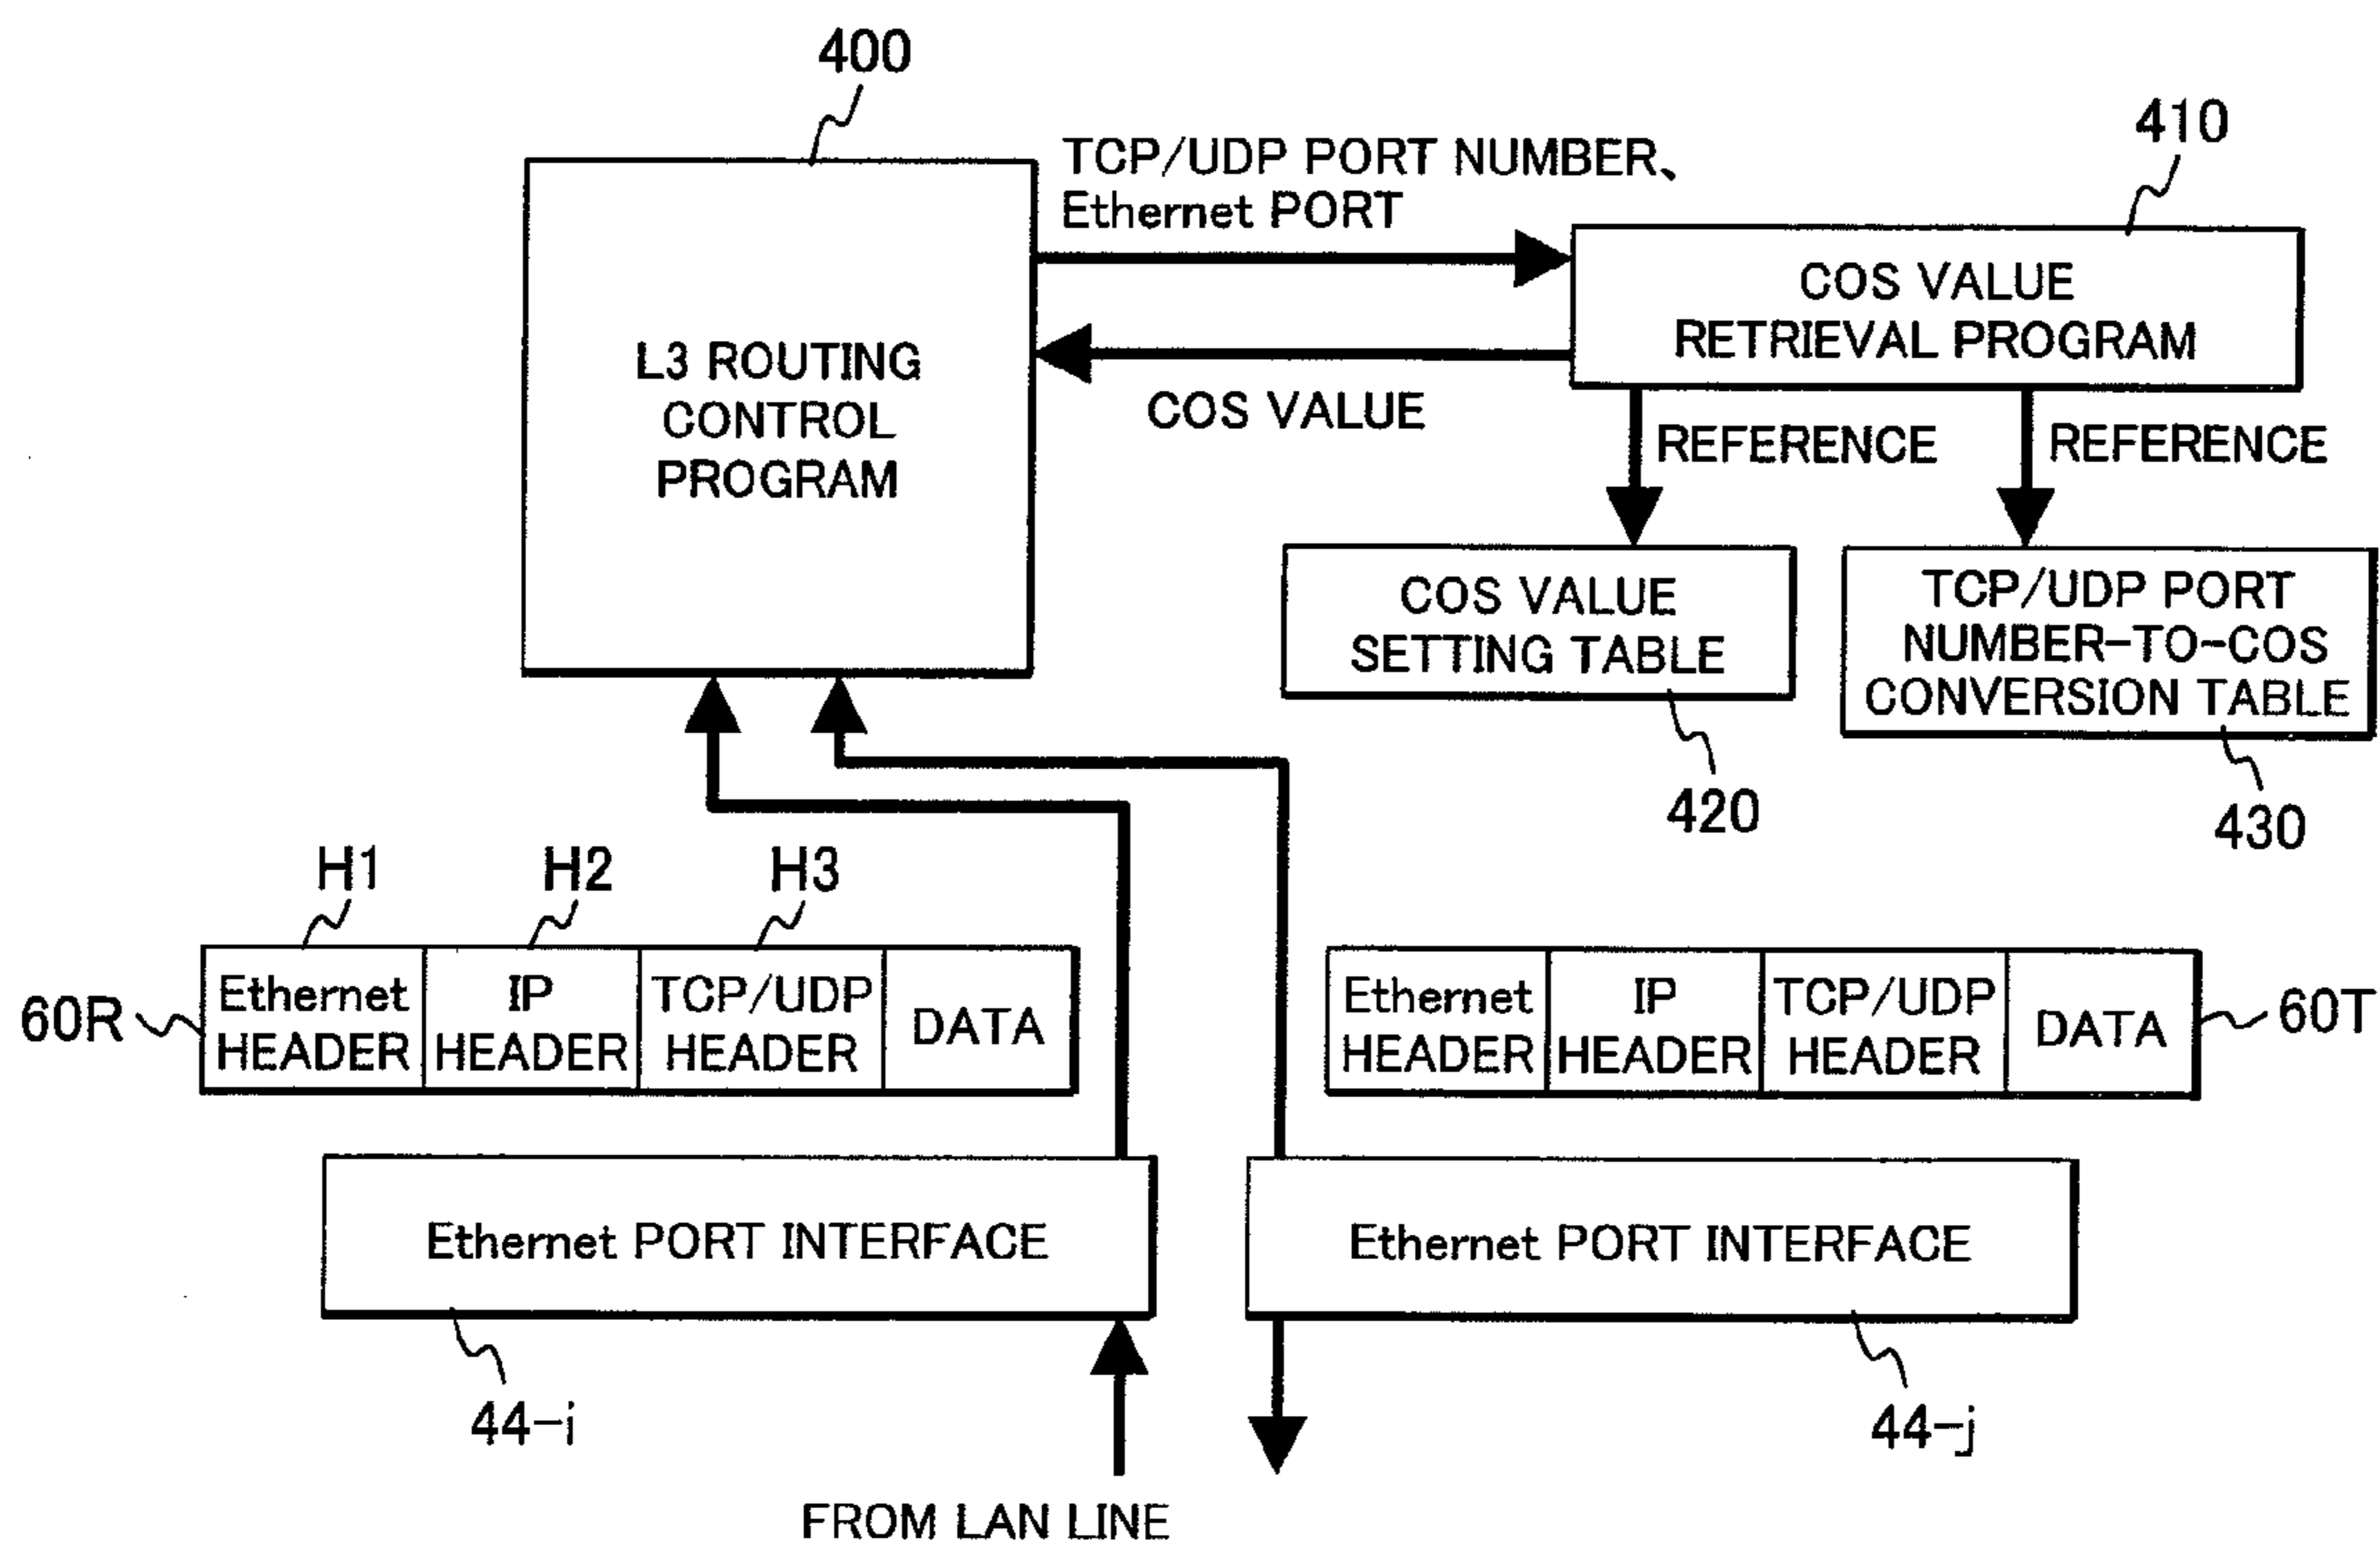 400
TCP/UDP PORT NUMBER、
Ethernet PORT
410
COS VALUE
RETRIEVAL PROGRAM
L3 ROUTING
CONTROL
PROGRAM
COS VALUE
REFERENCE
REFERENCE
COS VALUE
SETTING TABLE
TCP/UDP PORT
NUMBER-TO-COS
CONVERSION TABLE
420
430
H1
H2
H3
60R
Ethernet
HEADER
IP
HEADER
TCP/UDP
HEADER
DATA
Ethernet
HEADER
IP
HEADER
TCP/UDP
HEADER
DATA
60T
Ethernet PORT INTERFACE
Ethernet PORT INTERFACE
44-i
44-j
FROM LAN LINE